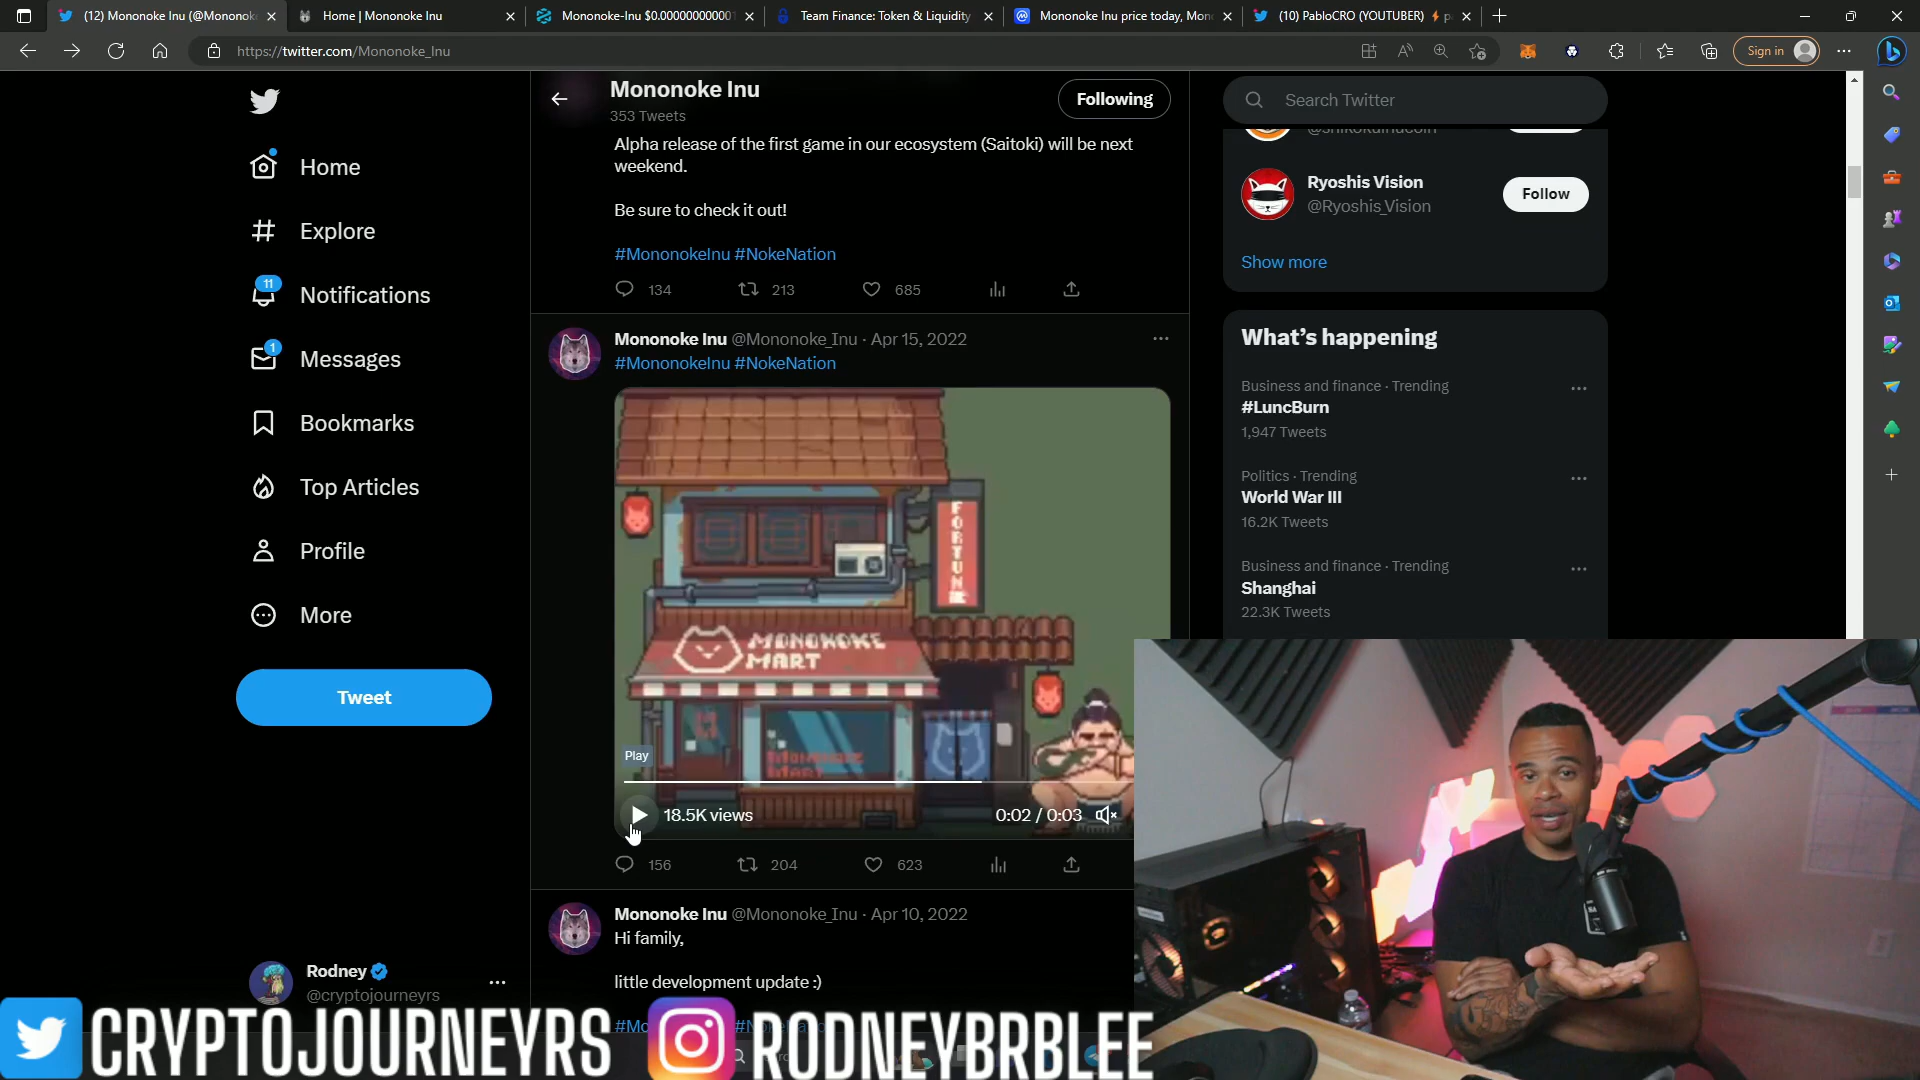 (12) Mononoke Inu (@Mononok
Home | Mononoke Inu
Mononoke-Inu $0.00000000001
Team Finance: Token & Liquidity
Mononoke Inu price today, Mon
(10) PabloCRO (YOUTUBER)
https://twitter.com/Mononoke_Inu
Sign in
Mononoke Inu
353 Tweets
Following
Search Twitter
Home
Explore
11
Notifications
1
Messages
Bookmarks
Top Articles
Profile
More
Tweet
Rodney
@cryptojourneyrs
Alpha release of the first game in our ecosystem (Saitoki) will be next
weekend.
Be sure to check it out!
#MononokeInu #NokeNation
134 213 685
Mononoke Inu @Mononoke_Inu · Apr 15, 2022
#MononokeInu #NokeNation
FORTUNE
MONONOKE
MART
Play
18.5K views
0:02 / 0:03
156 204 623
Mononoke Inu @Mononoke_Inu · Apr 10, 2022
Hi family,
little development update :)
@shikokuinucoin
Ryoshis Vision
@Ryoshis_Vision
Follow
Show more
What's happening
Business and finance · Trending
#LuncBurn
1,947 Tweets
Politics · Trending
World War III
16.2K Tweets
Business and finance · Trending
Shanghai
22.3K Tweets
CRYPTOJOURNEYRS
RODNEYBRBLEE